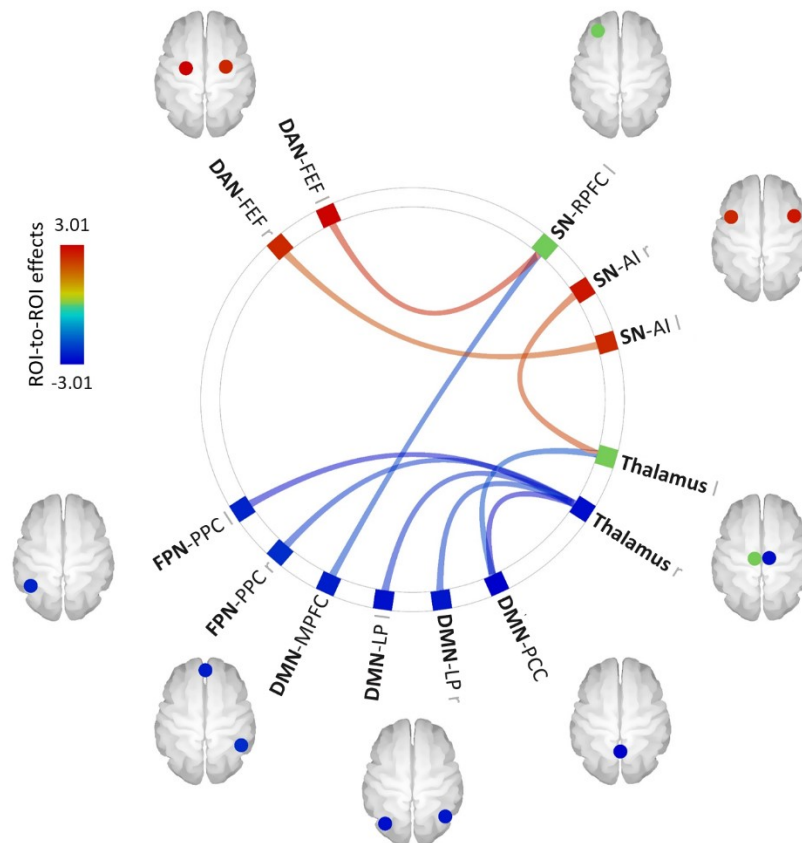 DAN-FEF l
DAN-FEF r
SN-RPFC l
SN-AI r
SN-AI l
3.01
ROI-to-ROI effects
-3.01
Thalamus l
Thalamus r
FPN-PPC l
FPN-PPC r
DMN-MPFC
DMN-LP l
DMN-LP r
DMN-PCC